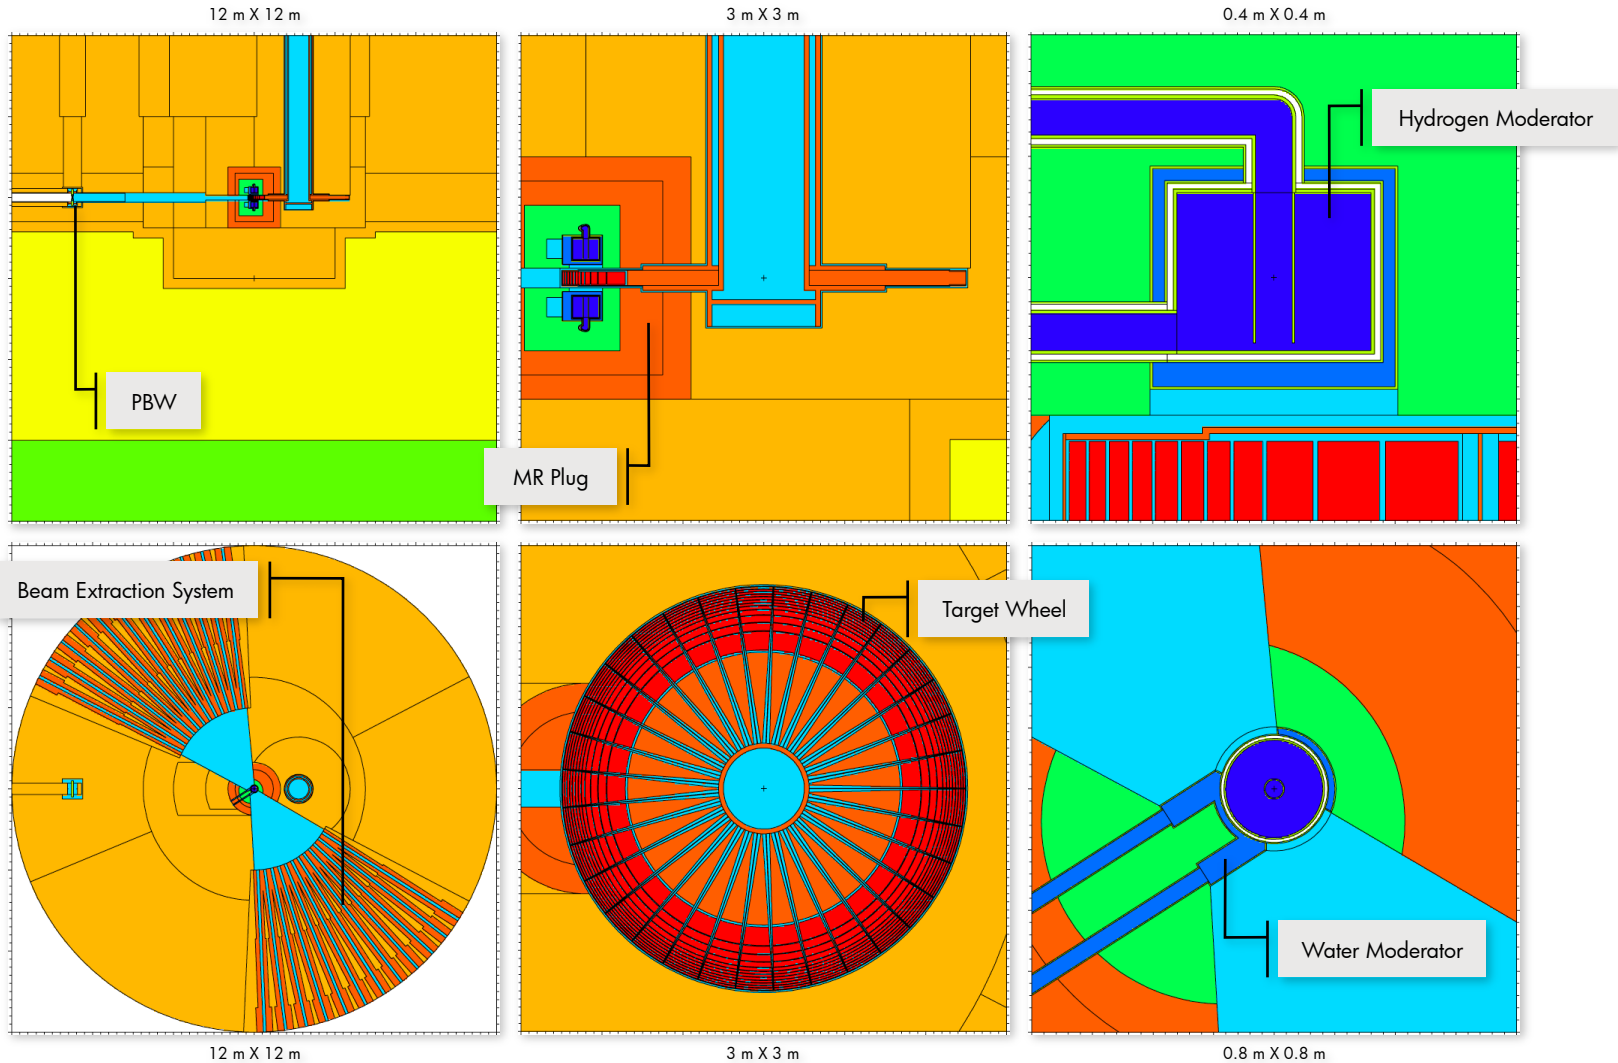 12 m X 12 m
3 m X 3 m
0.4 m X 0.4 m
Hydrogen Moderator
PBW
MR Plug
Beam Extraction System
Target Wheel
Water Moderator
12 m X 12 m
3 m X 3 m
0.8 m X 0.8 m